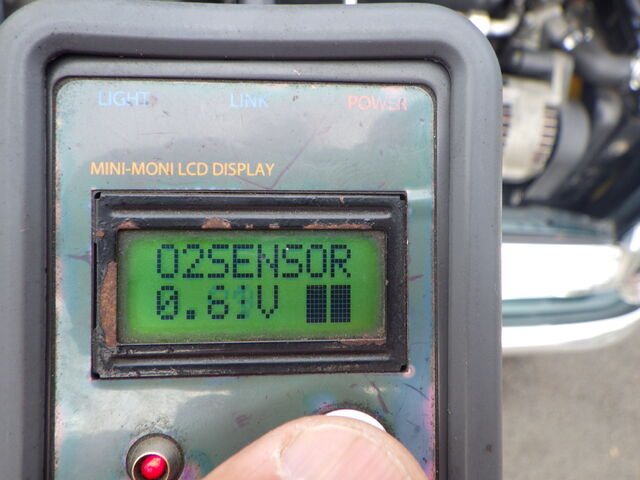 LIGHT LINK POWER
MINI-MONI LCD DISPLAY
O2SENSOR